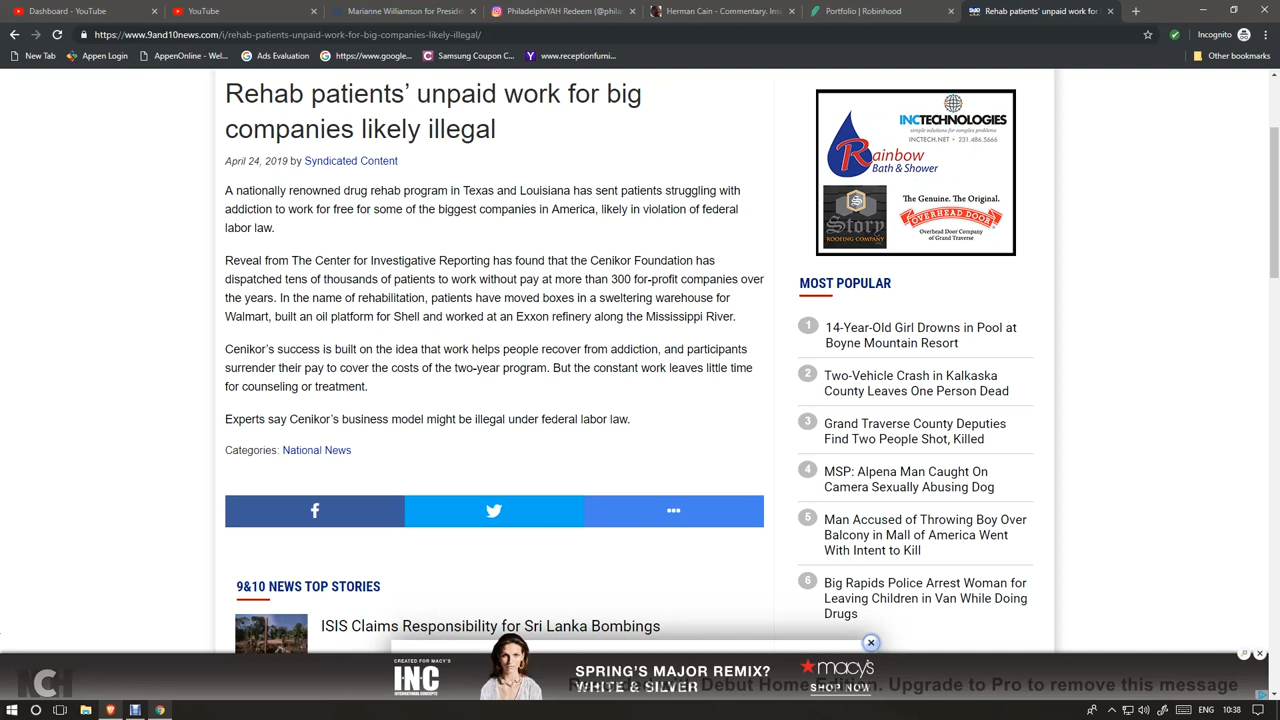 Dashboard
YouTube
Marianne Williamson for Preside
PhiladelphiYAH Redeem (@phila
Herman Cain - Commentary. Ins
Portfolio | Robinhood
Rehab patients' unpaid work for
https://www.9and10news.com/i/rehab-patients-unpaid-work-for-big-companies-likely-illegal/
Incognito
New Tab
Appen Login
AppenOnline - Wel...
Ads Evaluation
https://www.google...
Samsung Coupon C...
www.receptionfurni...
Other bookmarks
Rehab patients’ unpaid work for big
companies likely illegal
April 24, 2019 by Syndicated Content
A nationally renowned drug rehab program in Texas and Louisiana has sent patients struggling with
addiction to work for free for some of the biggest companies in America, likely in violation of federal
labor law.
Reveal from The Center for Investigative Reporting has found that the Cenikor Foundation has
dispatched tens of thousands of patients to work without pay at more than 300 for-profit companies over
the years. In the name of rehabilitation, patients have moved boxes in a sweltering warehouse for
Walmart, built an oil platform for Shell and worked at an Exxon refinery along the Mississippi River.
Cenikor’s success is built on the idea that work helps people recover from addiction, and participants
surrender their pay to cover the costs of the two-year program. But the constant work leaves little time
for counseling or treatment.
Experts say Cenikor’s business model might be illegal under federal labor law.
Categories: National News
9&10 NEWS TOP STORIES
ISIS Claims Responsibility for Sri Lanka Bombings
INCTECHNOLOGIES
simple solutions for complex problems
INCTECH.NET • 231.486.5666
Rainbow
Bath & Shower
S
Story
ROOFING COMPANY
The Genuine. The Original.
OVERHEAD DOOR
Overhead Door Company
of Grand Traverse
MOST POPULAR
1 14-Year-Old Girl Drowns in Pool at
Boyne Mountain Resort
2 Two-Vehicle Crash in Kalkaska
County Leaves One Person Dead
3 Grand Traverse County Deputies
Find Two People Shot, Killed
4 MSP: Alpena Man Caught On
Camera Sexually Abusing Dog
5 Man Accused of Throwing Boy Over
Balcony in Mall of America Went
With Intent to Kill
6 Big Rapids Police Arrest Woman for
Leaving Children in Van While Doing
Drugs
NCH
CREATED FOR MACY'S
INC
INTERNATIONAL CONCEPTS
SPRING'S MAJOR REMIX?
WHITE & SILVER
macy's
SHOP NOW
Debut Home Edition. Upgrade to Pro to remove this message
ENG
10:38